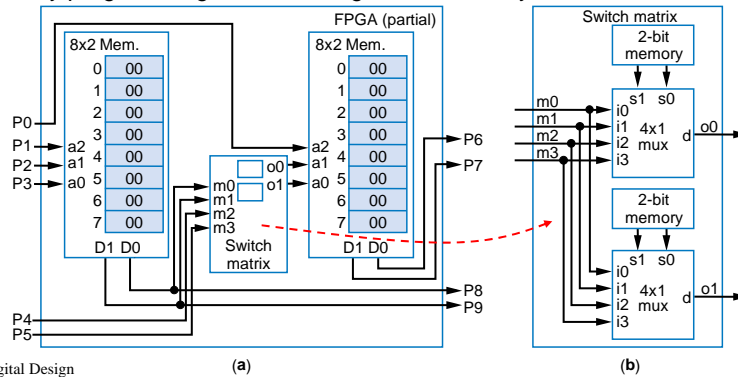 FPGA (partial)
8x2 Mem.
0 00
1 00
2 00
3 00
4 00
5 00
6 00
7 00
D1 D0
a2
a1
a0
P0
P1
P2
P3
P4
P5
m0
m1
m2
m3
o0
o1
Switch
matrix
8x2 Mem.
0 00
1 00
2 00
3 00
4 00
5 00
6 00
7 00
D1 D0
a2
a1
a0
P6
P7
P8
P9
(a)
Switch matrix
2-bit
memory
s1 s0
m0
m1
m2
m3
i0
i1
i2
i3
4x1
mux
d
o0
2-bit
memory
s1 s0
i0
i1
i2
i3
4x1
mux
d
o1
(b)
gital Design